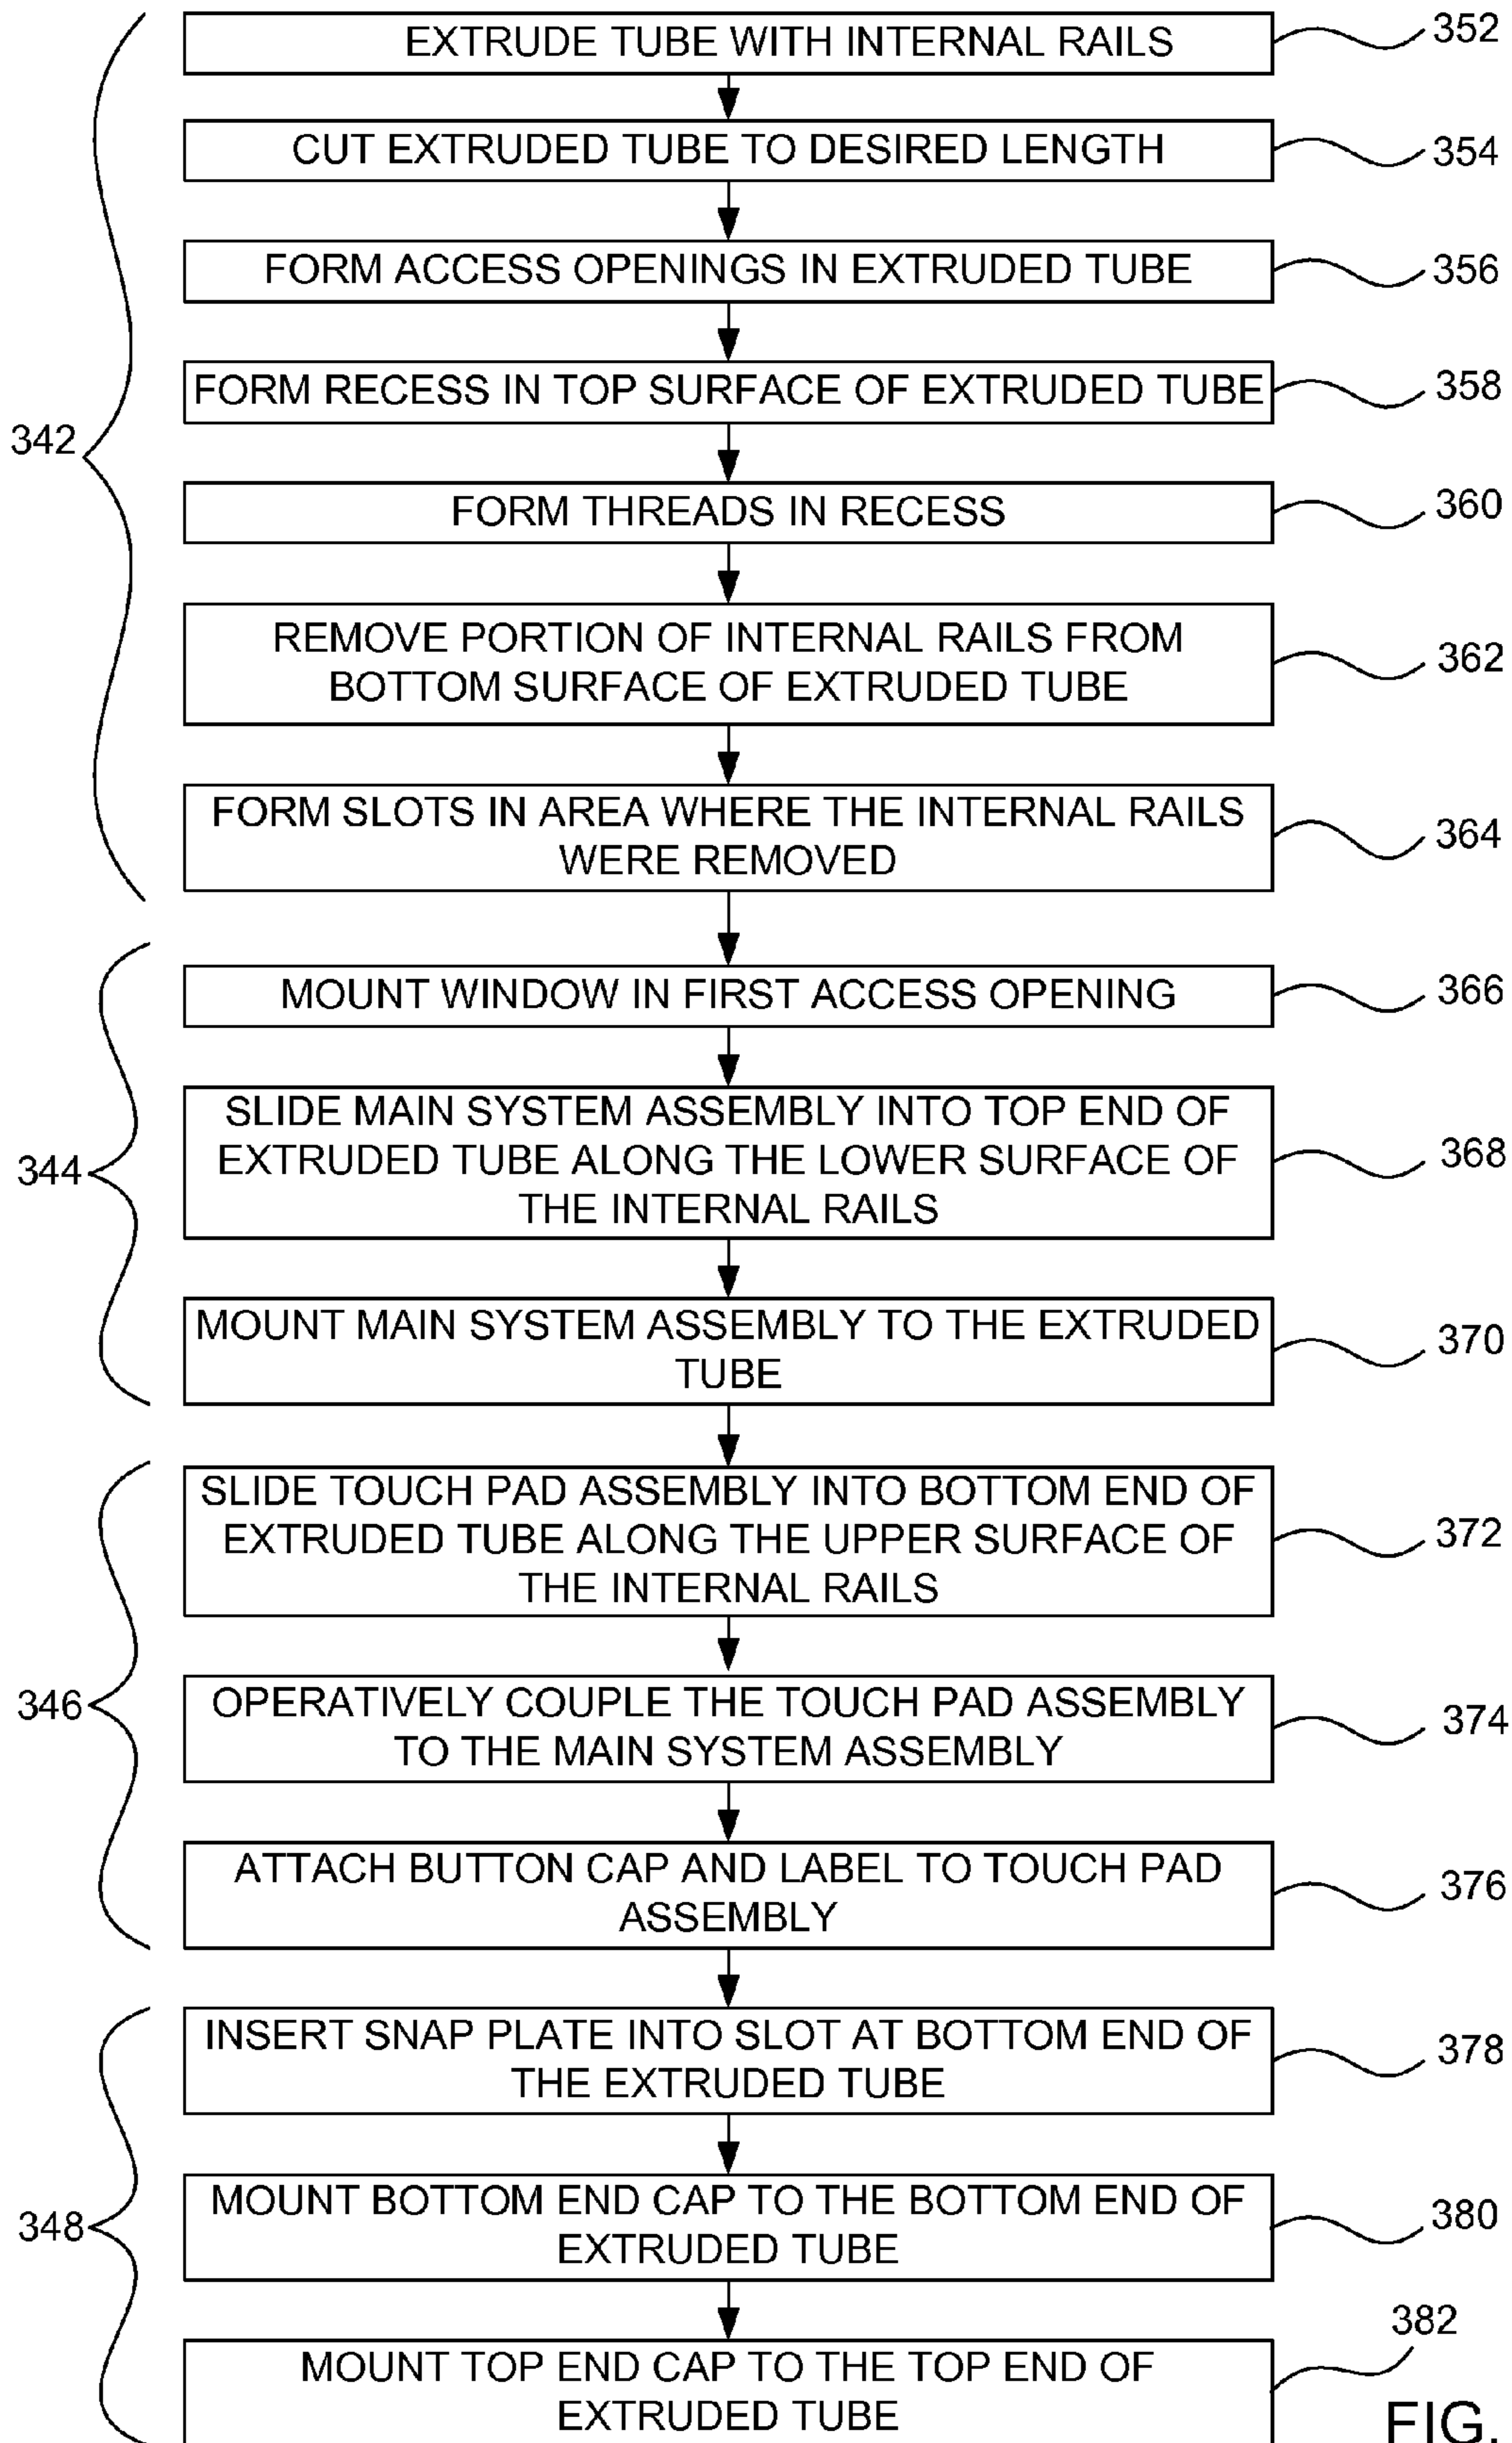 EXTRUDE TUBE WITH INTERNAL RAILS
352
CUT EXTRUDED TUBE TO DESIRED LENGTH
354
FORM ACCESS OPENINGS IN EXTRUDED TUBE
356
FORM RECESS IN TOP SURFACE OF EXTRUDED TUBE
358
342
FORM THREADS IN RECESS
360
REMOVE PORTION OF INTERNAL RAILS FROM
BOTTOM SURFACE OF EXTRUDED TUBE
362
FORM SLOTS IN AREA WHERE THE INTERNAL RAILS
WERE REMOVED
364
MOUNT WINDOW IN FIRST ACCESS OPENING
366
344
SLIDE MAIN SYSTEM ASSEMBLY INTO TOP END OF
EXTRUDED TUBE ALONG THE LOWER SURFACE OF
THE INTERNAL RAILS
368
MOUNT MAIN SYSTEM ASSEMBLY TO THE EXTRUDED
TUBE
370
SLIDE TOUCH PAD ASSEMBLY INTO BOTTOM END OF
EXTRUDED TUBE ALONG THE UPPER SURFACE OF
THE INTERNAL RAILS
372
346
OPERATIVELY COUPLE THE TOUCH PAD ASSEMBLY
TO THE MAIN SYSTEM ASSEMBLY
374
ATTACH BUTTON CAP AND LABEL TO TOUCH PAD
ASSEMBLY
376
INSERT SNAP PLATE INTO SLOT AT BOTTOM END OF
THE EXTRUDED TUBE
378
348
MOUNT BOTTOM END CAP TO THE BOTTOM END OF
EXTRUDED TUBE
380
MOUNT TOP END CAP TO THE TOP END OF
EXTRUDED TUBE
382
FIG.